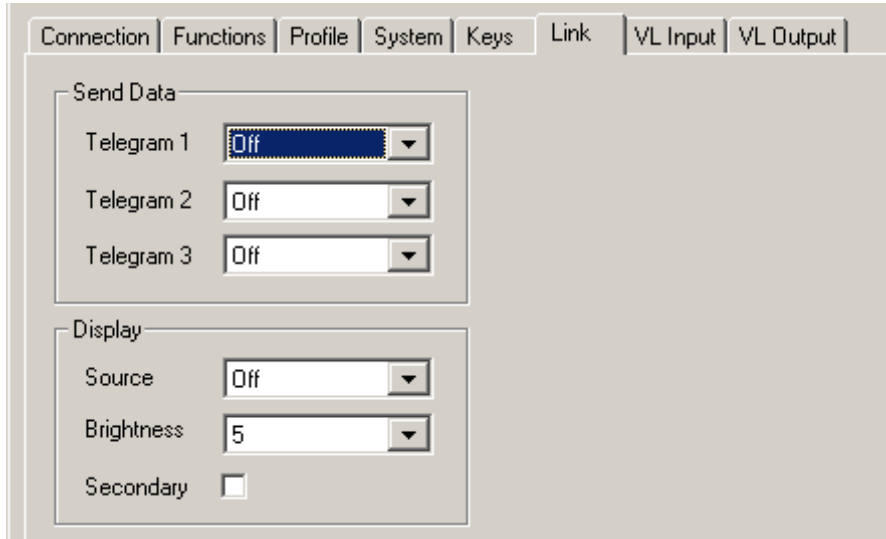 Connection Functions Profile System Keys Link VL Input VL Output
Send Data
Telegram 1 Off
Telegram 2 Off
Telegram 3 Off
Display
Source Off
Brightness 5
Secondary